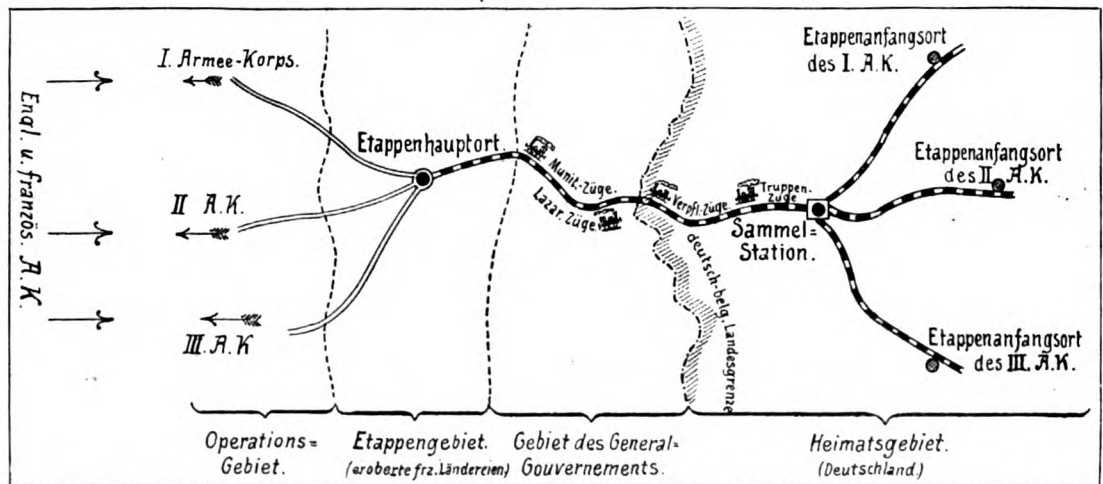 I. Armee-Korps.
Engl. u. französ. A.K.
II A.K.
III. A.K
Etappenhauptort.
Munit.-Züge.
Lazar. Züge
Verpfl.-Züge.
Truppen-
Züge
Sammel=
Station.
deutsch-belg. Landesgrenze
Etappenanfangsort
des I. A.K.
Etappenanfangsort
des II. A.K.
Etappenanfangsort
des III. A.K.
Operations=
Gebiet.
Etappengebiet.
(eroberte frz. Ländereien)
Gebiet des General=
Gouvernements.
Heimatsgebiet.
(Deutschland.)